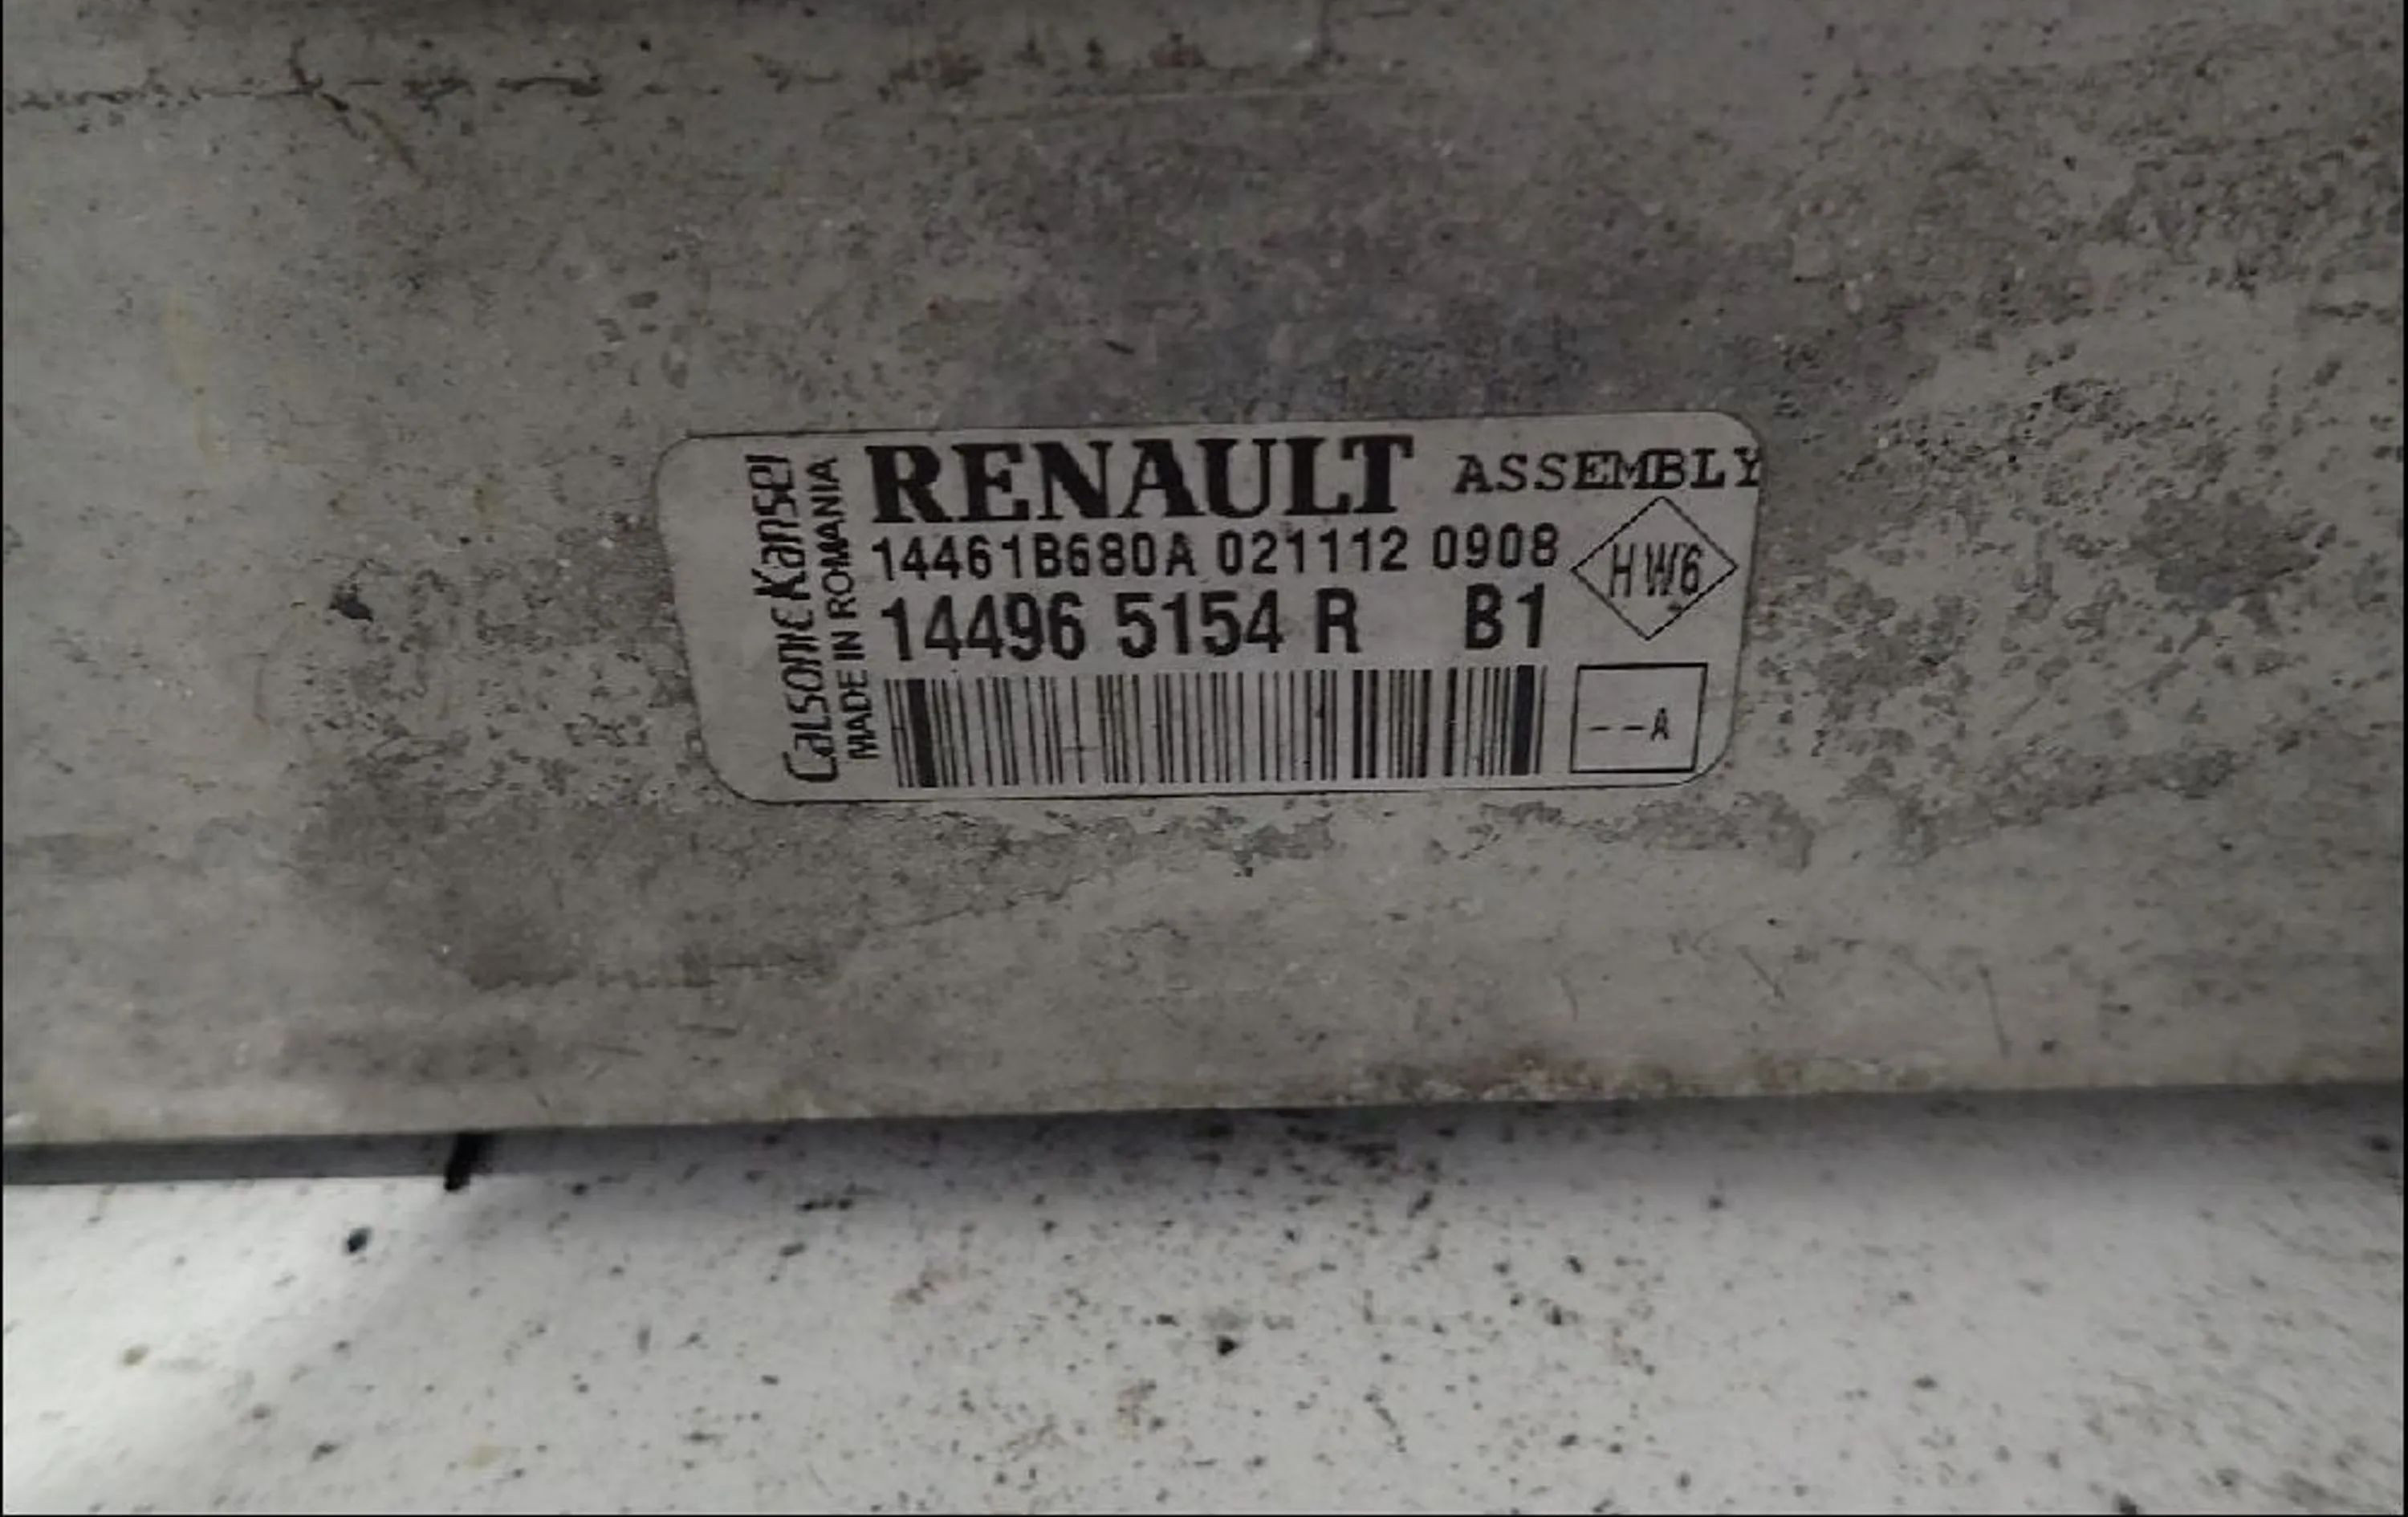 RENAULT ASSEMBLY
14461B680A 021112 0908
14496 5154 R B1
HW6
--A
CalsonicKansei
MADE IN ROMANIA